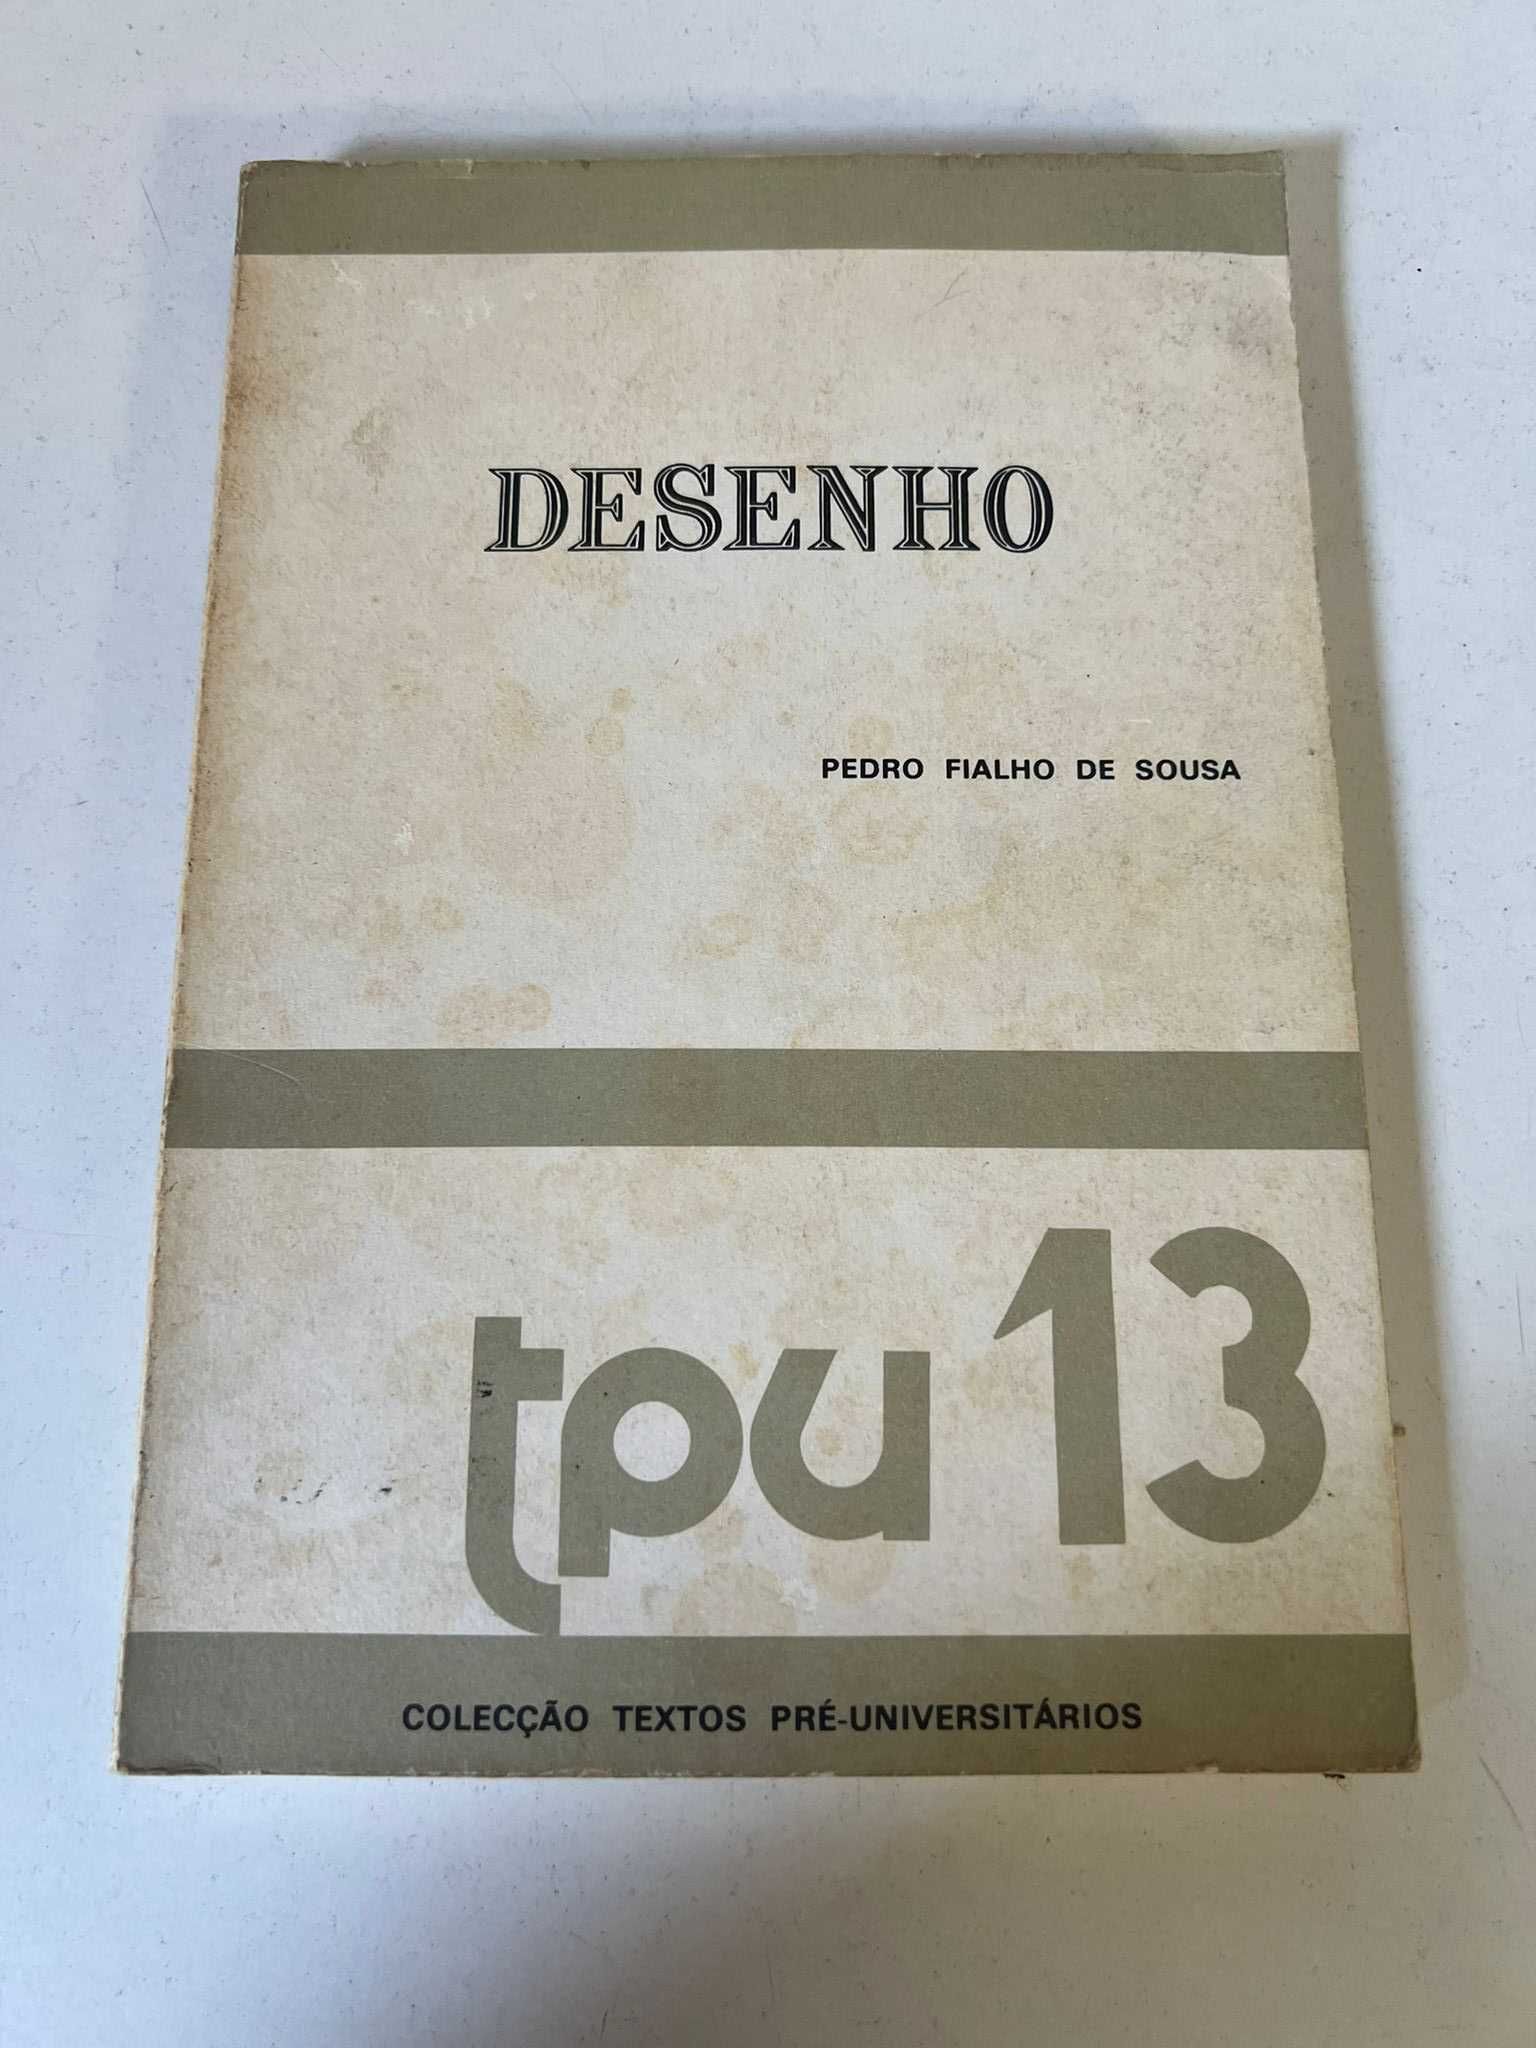 DESENHO
PEDRO FIALHO DE SOUSA
tpu 13
COLECÇÃO TEXTOS PRÉ-UNIVERSITÁRIOS